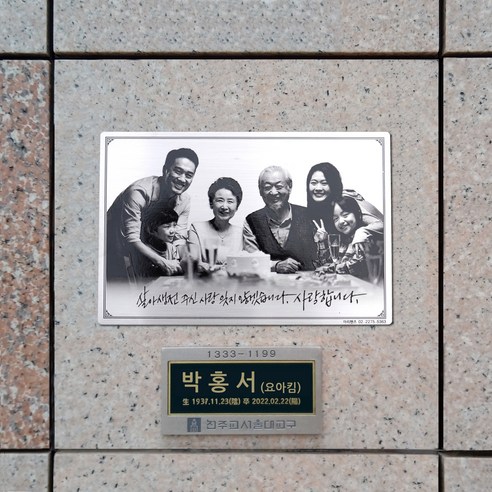 살아생전 주신 사랑 잊지 않겠습니다. 사랑합니다.
1333-1199
박홍서 (요아킴)
生 1937.11.23(陰) 卒 2022.02.22(陽)
천주교서울대교구